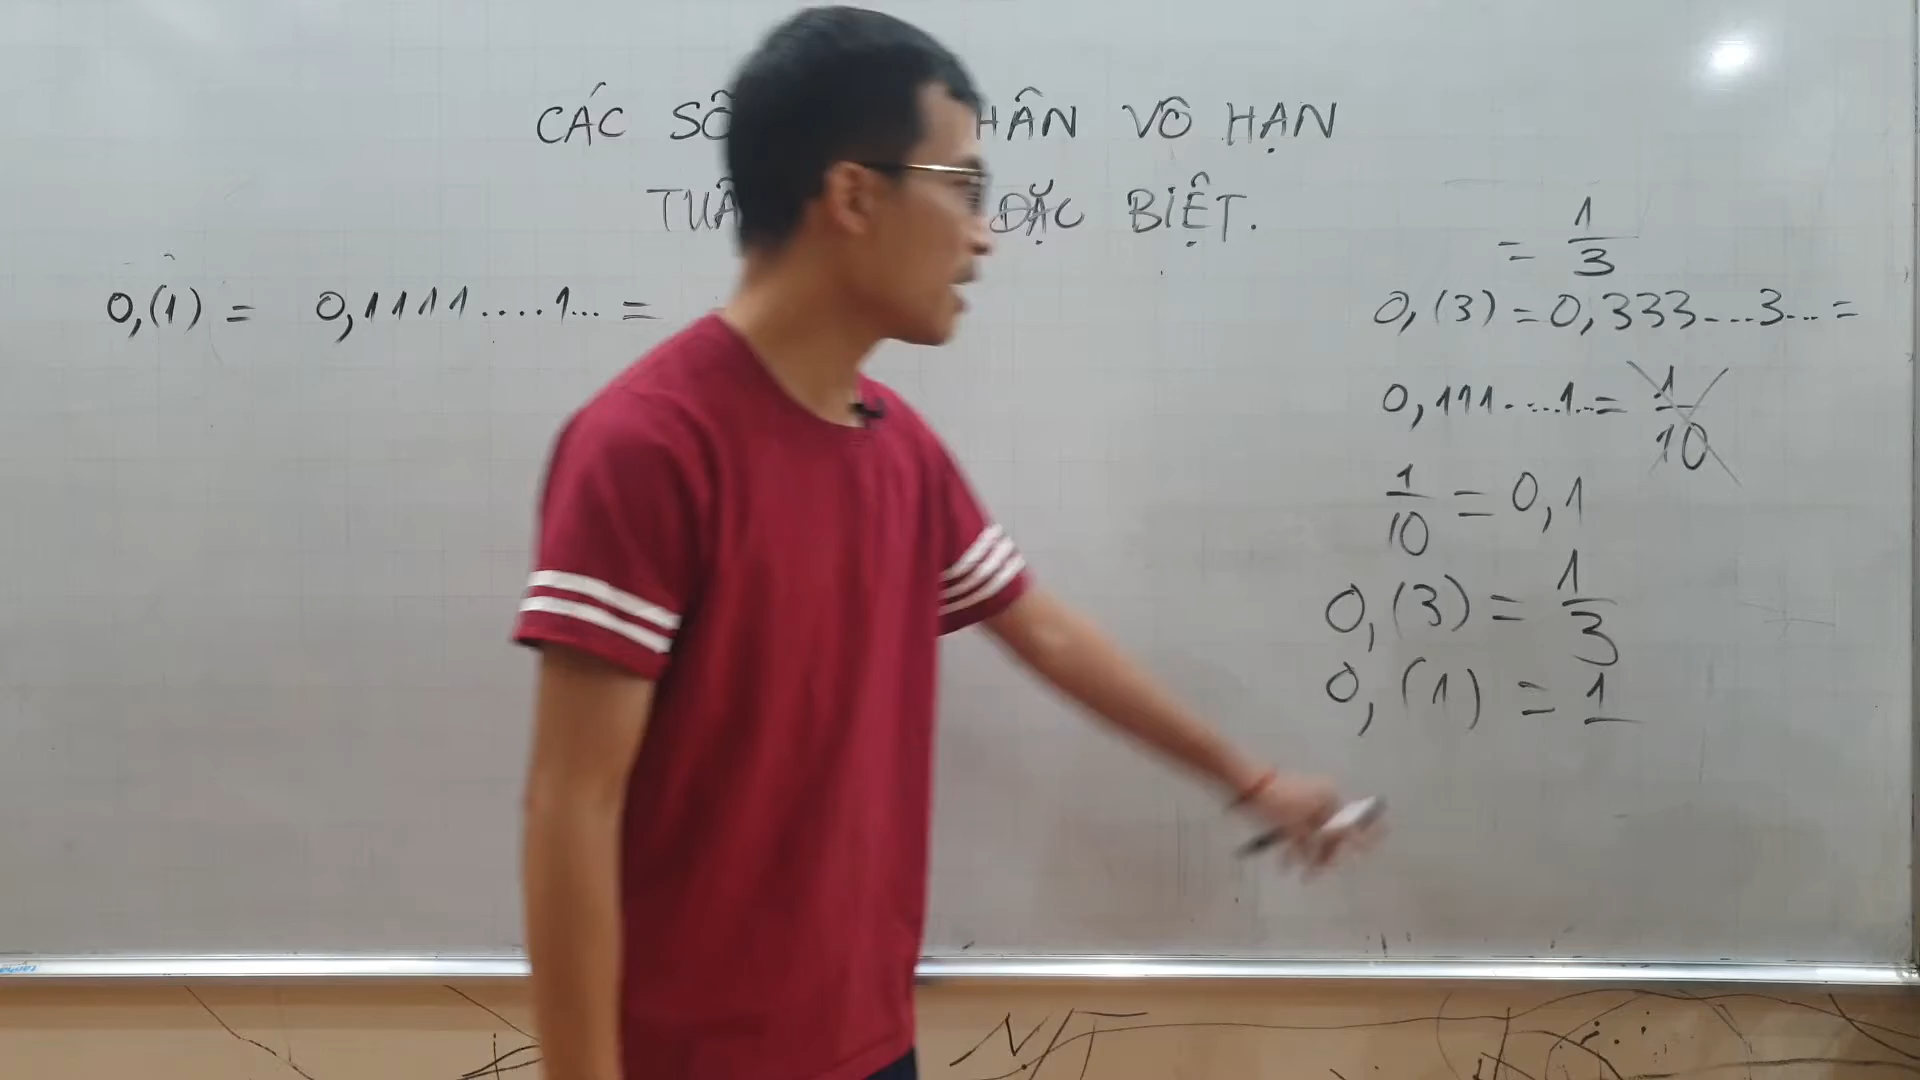 CÁC SỐ HÂN VÔ HẠN
TUẦ ĐẶC BIỆT.
0,(1) = 0,1111....1... =
= 1/3
0,(3) = 0,333...3... =
0,111....1.. = 1/10
1/10 = 0,1
0,(3) = 1/3
0,(1) = 1/
NT